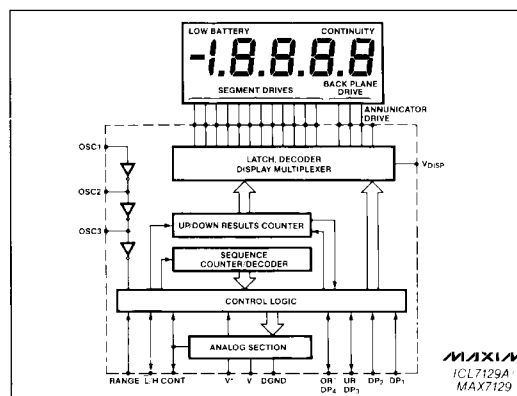 LOW BATTERY CONTINUITY
-1.8.8.8.8
SEGMENT DRIVES
BACK PLANE
DRIVE
ANNUNICATOR
DRIVE
OSC1
LATCH, DECODER
DISPLAY MULTIPLEXER
VDISP
OSC2
UP/DOWN RESULTS COUNTER
OSC3
SEQUENCE
COUNTER/DECODER
CONTROL LOGIC
ANALOG SECTION
RANGE L/H CONT V+ V- DGND OR/ UR/ DP2 DP1
DP4 DP3
MAXIM
ICL7129A
MAX7129